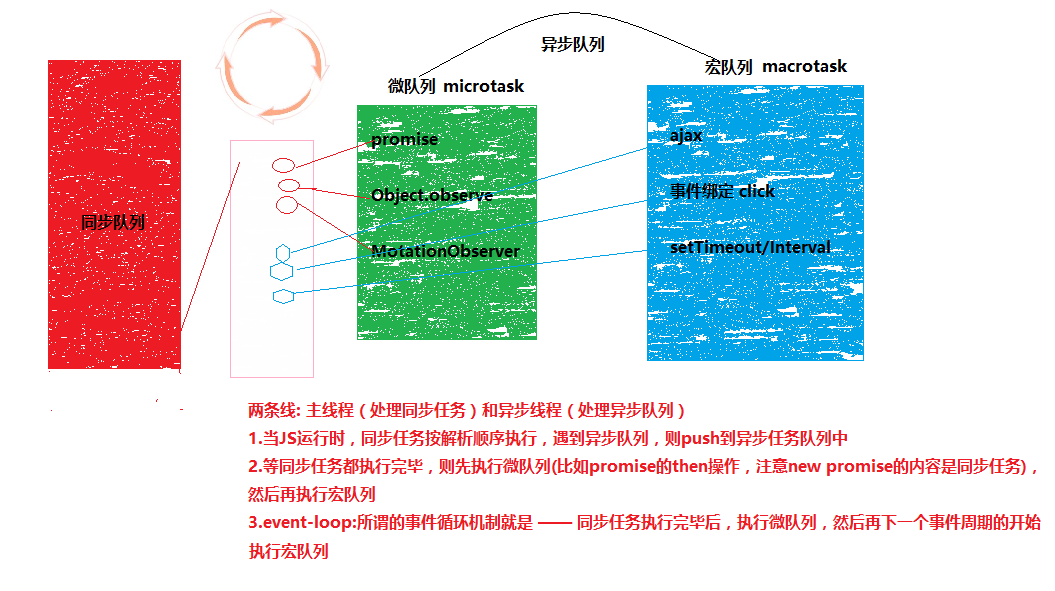 异步队列
微队列 microtask
宏队列 macrotask
promise
ajax
Object.observe
事件绑定 click
同步队列
MotationObserver
setTimeout/Interval
两条线: 主线程（处理同步任务）和异步线程（处理异步队列）
1.当JS运行时，同步任务按解析顺序执行，遇到异步队列，则push到异步任务队列中
2.等同步任务都执行完毕，则先执行微队列(比如promise的then操作，注意new promise的内容是同步任务)，
然后再执行宏队列
3.event-loop:所谓的事件循环机制就是 —— 同步任务执行完毕后，执行微队列，然后再下一个事件周期的开始
执行宏队列